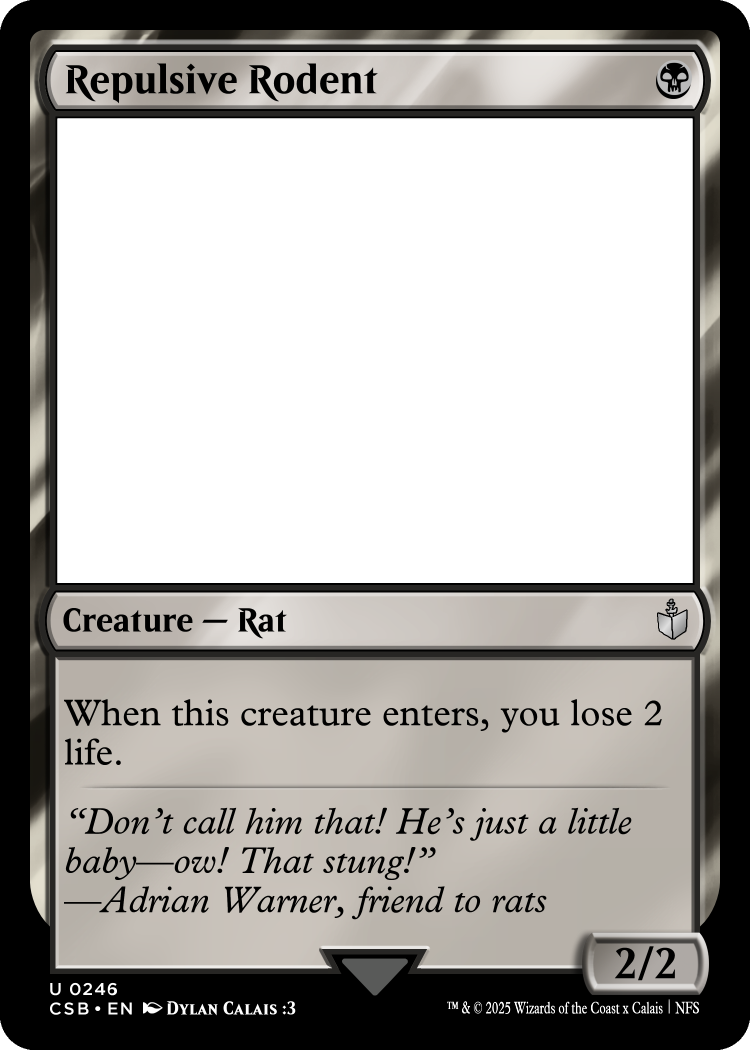 Repulsive Rodent
Creature — Rat
When this creature enters, you lose 2
life.
“Don’t call him that! He’s just a little
baby—ow! That stung!”
—Adrian Warner, friend to rats
2/2
U 0246
CSB • EN Dylan Calais :3
™ & © 2025 Wizards of the Coast x Calais | NFS